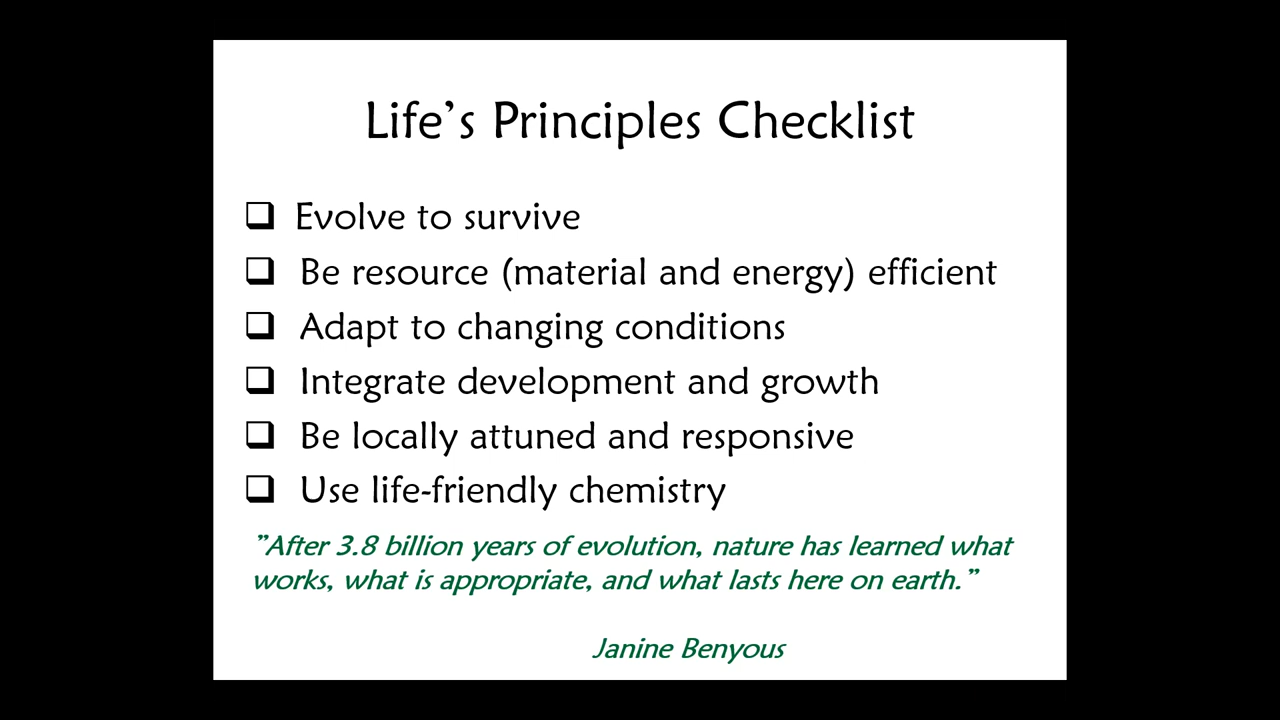 Life’s Principles Checklist
❑ Evolve to survive
❑ Be resource (material and energy) efficient
❑ Adapt to changing conditions
❑ Integrate development and growth
❑ Be locally attuned and responsive
❑ Use life-friendly chemistry
”After 3.8 billion years of evolution, nature has learned what
works, what is appropriate, and what lasts here on earth.”
Janine Benyous